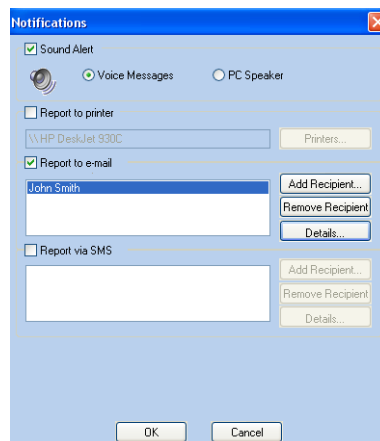 Notifications
Sound Alert
Voice Messages PC Speaker
Report to printer
\\HP DeskJet 930C Printers...
Report to e-mail
John Smith
Add Recipient...
Remove Recipient
Details...
Report via SMS
Add Recipient...
Remove Recipient
Details...
OK Cancel